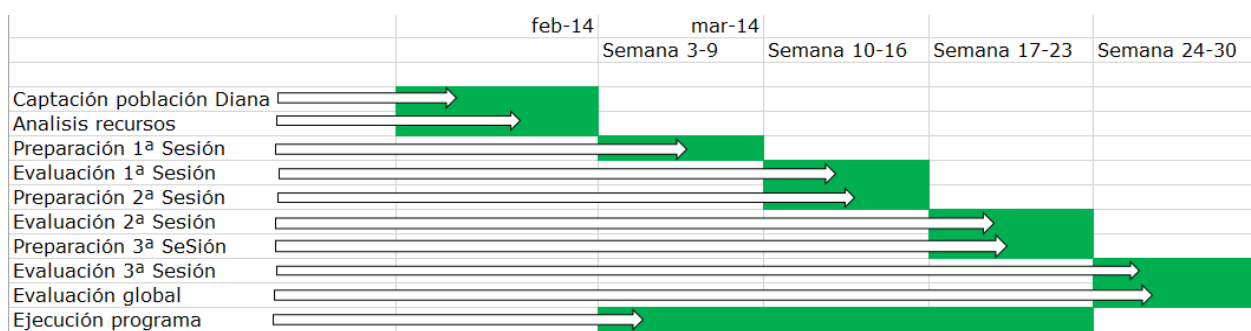 feb-14 mar-14
Semana 3-9 Semana 10-16 Semana 17-23 Semana 24-30
Captación población Diana
Analisis recursos
Preparación 1ª Sesión
Evaluación 1ª Sesión
Preparación 2ª Sesión
Evaluación 2ª Sesión
Preparación 3ª SeSión
Evaluación 3ª Sesión
Evaluación global
Ejecución programa